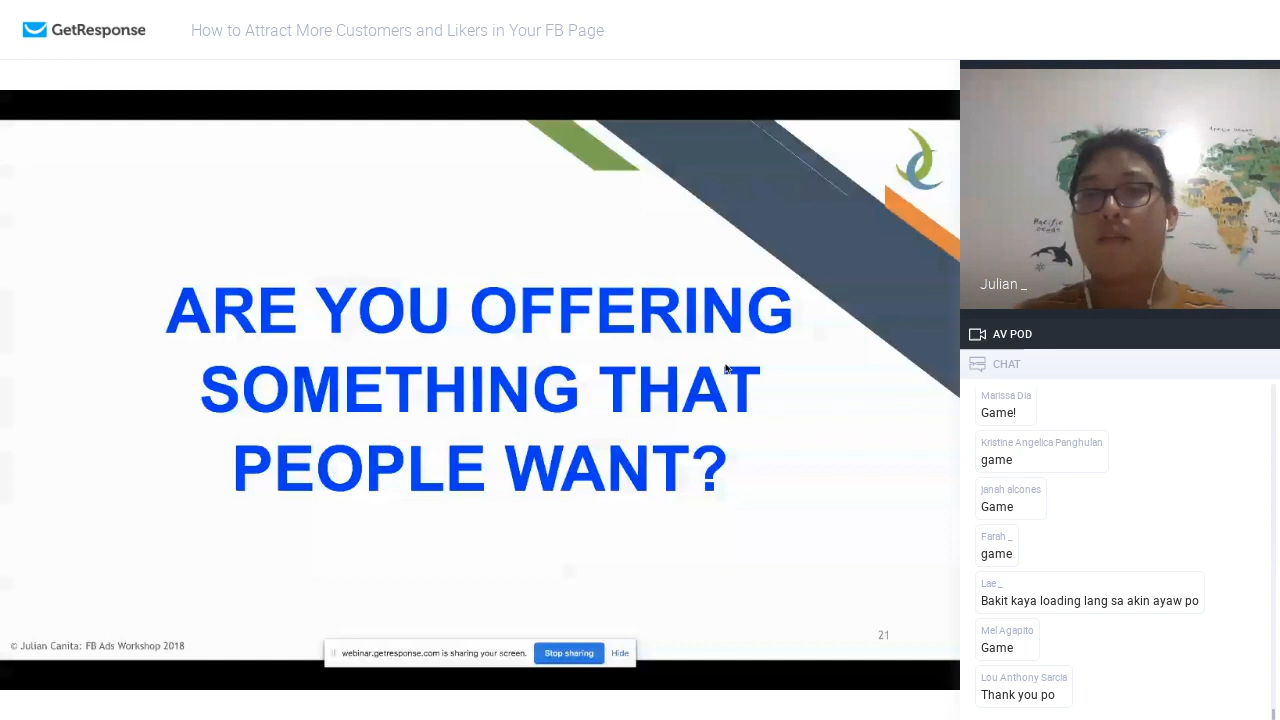 GetResponse
How to Attract More Customers and Likers in Your FB Page
ARE YOU OFFERING
SOMETHING THAT
PEOPLE WANT?
© Julian Canita: FB Ads Workshop 2018
21
webinar.getresponse.com is sharing your screen.
Stop sharing
Hide
Pacific
Ocean
Julian _
AV POD
CHAT
Marissa Dia
Game!
Kristine Angelica Panghulan
game
janah alcones
Game
Farah _
game
Lae _
Bakit kaya loading lang sa akin ayaw po
Mel Agapito
Game
Lou Anthony Sarcia
Thank you po